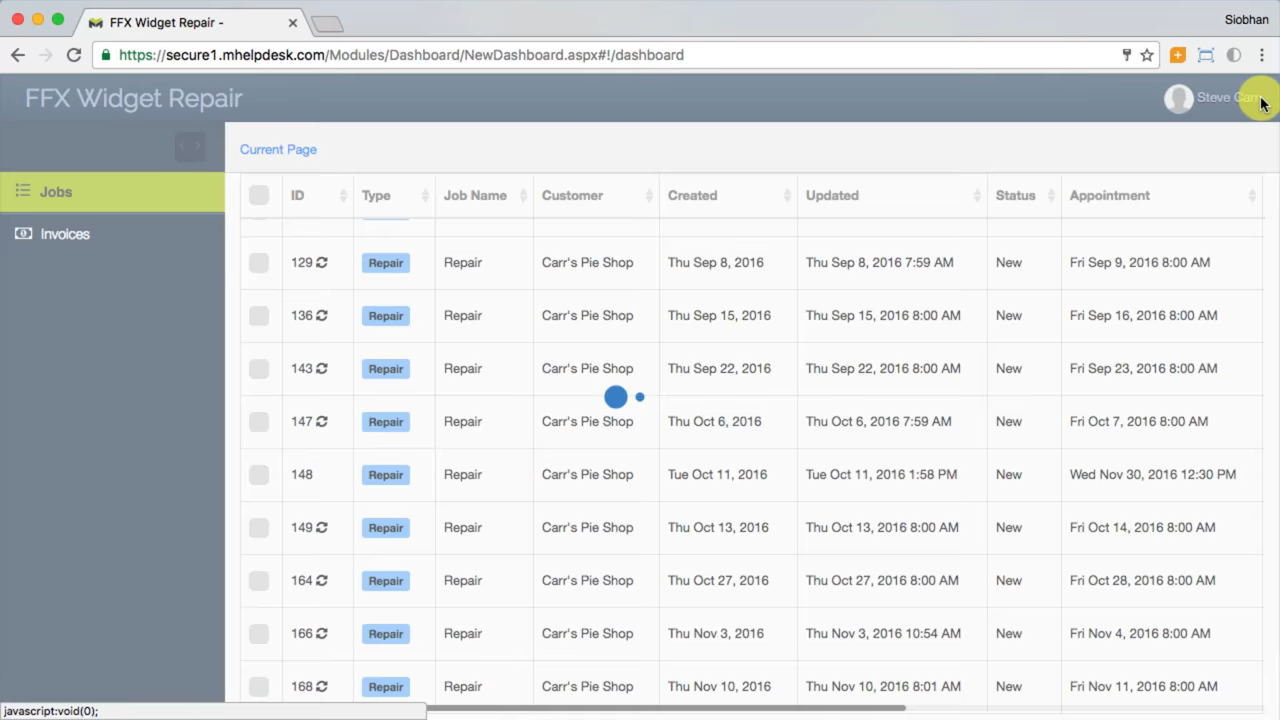 FFX Widget Repair -
Siobhan
https://secure1.mhelpdesk.com/Modules/Dashboard/NewDashboard.aspx#!/dashboard
FFX Widget Repair
Steve Carr
Current Page
Jobs
Invoices
ID Type Job Name Customer Created Updated Status Appointment
129 Repair Repair Carr's Pie Shop Thu Sep 8, 2016 Thu Sep 8, 2016 7:59 AM New Fri Sep 9, 2016 8:00 AM
136 Repair Repair Carr's Pie Shop Thu Sep 15, 2016 Thu Sep 15, 2016 8:00 AM New Fri Sep 16, 2016 8:00 AM
143 Repair Repair Carr's Pie Shop Thu Sep 22, 2016 Thu Sep 22, 2016 8:00 AM New Fri Sep 23, 2016 8:00 AM
147 Repair Repair Carr's Pie Shop Thu Oct 6, 2016 Thu Oct 6, 2016 7:59 AM New Fri Oct 7, 2016 8:00 AM
148 Repair Repair Carr's Pie Shop Tue Oct 11, 2016 Tue Oct 11, 2016 1:58 PM New Wed Nov 30, 2016 12:30 PM
149 Repair Repair Carr's Pie Shop Thu Oct 13, 2016 Thu Oct 13, 2016 8:00 AM New Fri Oct 14, 2016 8:00 AM
164 Repair Repair Carr's Pie Shop Thu Oct 27, 2016 Thu Oct 27, 2016 8:00 AM New Fri Oct 28, 2016 8:00 AM
166 Repair Repair Carr's Pie Shop Thu Nov 3, 2016 Thu Nov 3, 2016 10:54 AM New Fri Nov 4, 2016 8:00 AM
168 Repair Repair Carr's Pie Shop Thu Nov 10, 2016 Thu Nov 10, 2016 8:01 AM New Fri Nov 11, 2016 8:00 AM
javascript:void(0);